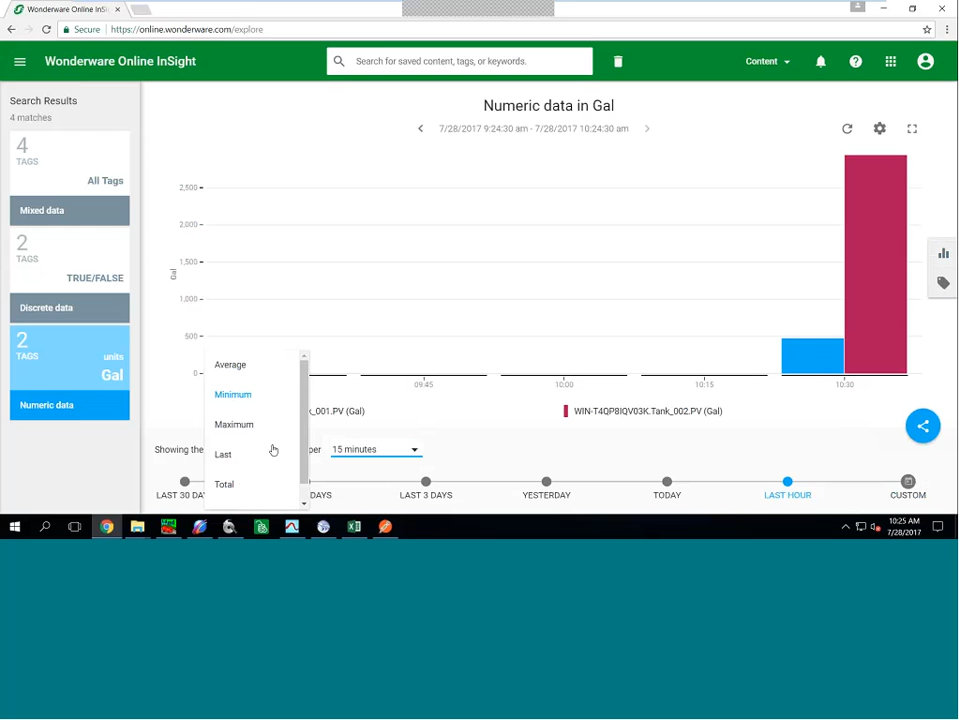 Wonderware Online InSi
Secure
https://online.wonderware.com/explore
Wonderware Online InSight
Search for saved content, tags, or keywords.
Content
Search Results
4 matches
4
TAGS
All Tags
Mixed data
2
TAGS
TRUE/FALSE
Discrete data
2
TAGS
units
Gal
Numeric data
Numeric data in Gal
7/28/2017 9:24:30 am - 7/28/2017 10:24:30 am
2,500
2,000
1,500
1,000
500
0
Gal
09:45
10:00
10:15
10:30
Average
Minimum
Maximum
Last
Total
k_001.PV (Gal)
WIN-T4QP8IQV03K.Tank_002.PV (Gal)
Showing the
per
15 minutes
LAST 30 DA
DAYS
LAST 3 DAYS
YESTERDAY
TODAY
LAST HOUR
CUSTOM
10:25 AM
7/28/2017